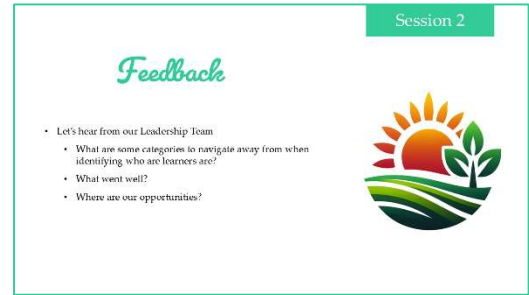 Session 2
Feedback
• Let's hear from our Leadership Team
• What are some categories to navigate away from when
identifying who are learners are?
• What went well?
• Where are our opportunities?